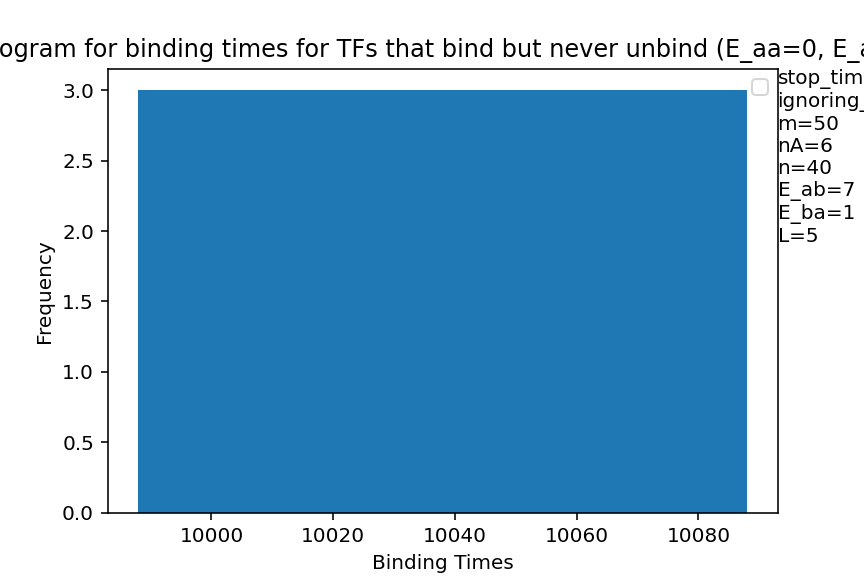 ogram for binding times for TFs that bind but never unbind (E_aa=0, E_a
3.0
2.5
2.0
1.5
1.0
0.5
0.0
Frequency
10000
10020
10040
10060
10080
Binding Times
stop_tim
ignoring_
m=50
nA=6
n=40
E_ab=7
E_ba=1
L=5